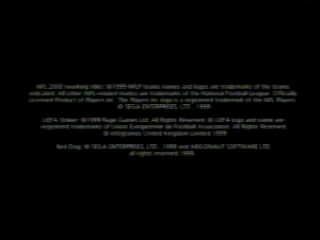 NFL 2000 (working title): ©1999 NFLP teams names and logos are trademarks of the teams
indicated. All other NFL-related marks are trademarks of the National Football League. Officially
Licensed Product of Players Inc. The Players Inc logo is a registered trademark of the NFL Players.
© SEGA ENTERPRISES, LTD., 1999
UEFA Striker: ©1999 Rage Games Ltd. All Rights Reserved. © UEFA logo and name are
registered trademarks of Union Europeenne de Football Association. All Rights Reserved
© Infogrames United Kingdom Limited 1999
Red Dog: © SEGA ENTERPRISES, LTD., 1999 and ARGONAUT SOFTWARE LTD.
all rights reserved 1999.